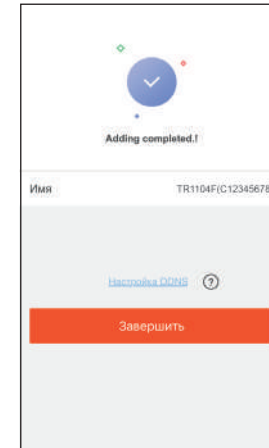 Adding completed.!
Имя TR1104F(C12345678
Настройка DDNS ?
Завершить